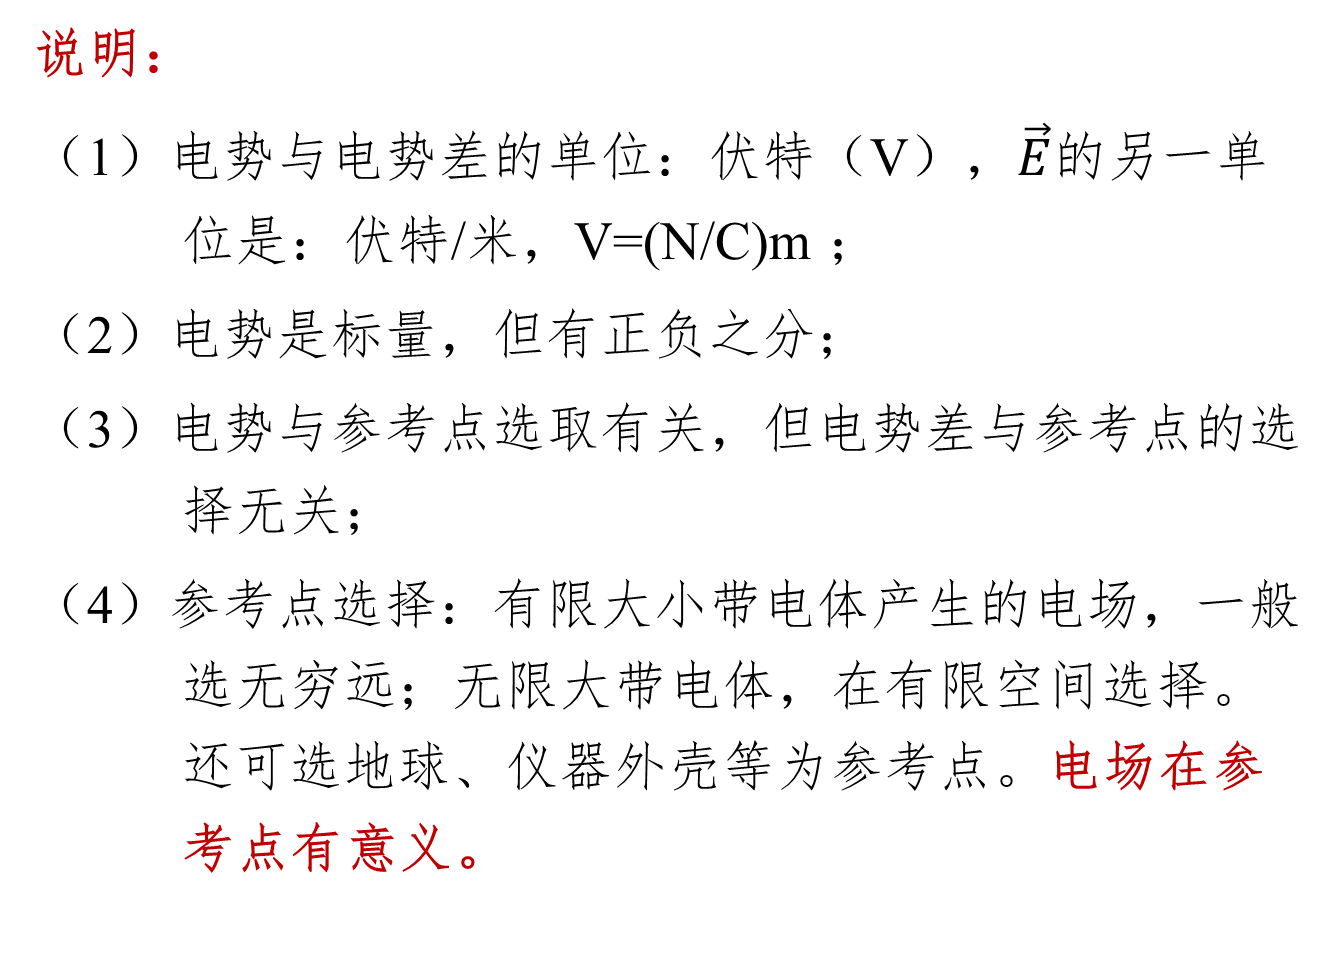 说明：
（1）电势与电势差的单位：伏特（V），$\vec{E}$的另一单
位是：伏特/米，V=(N/C)m；
（2）电势是标量，但有正负之分；
（3）电势与参考点选取有关，但电势差与参考点的选
择无关；
（4）参考点选择：有限大小带电体产生的电场，一般
选无穷远；无限大带电体，在有限空间选择。
还可选地球、仪器外壳等为参考点。电场在参
考点有意义。